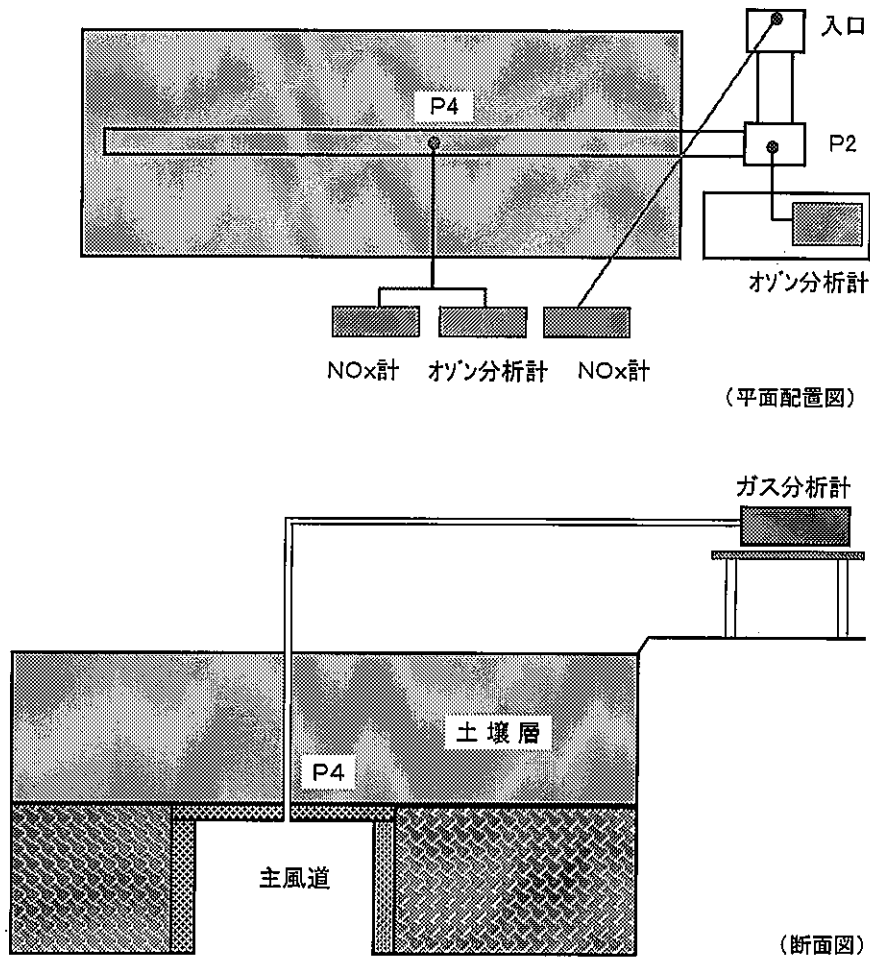 入口
P4
P2
オゾン分析計
NOx計 オゾン分析計 NOx計
(平面配置図)
ガス分析計
土壌層
P4
主風道
(断面図)